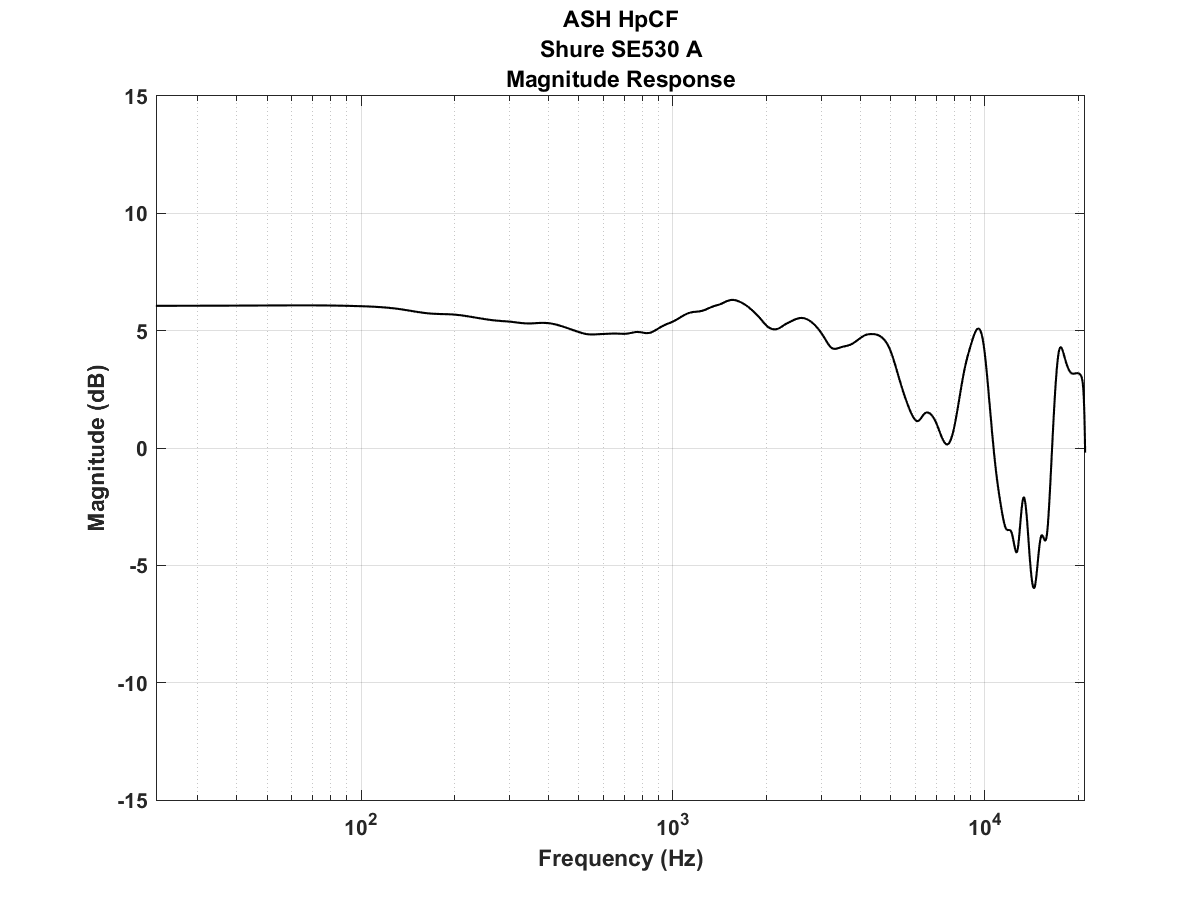 ASH HpCF
Shure SE530 A
Magnitude Response
15
10
5
0
-5
-10
-15
Magnitude (dB)
10² 10³ 10⁴
Frequency (Hz)